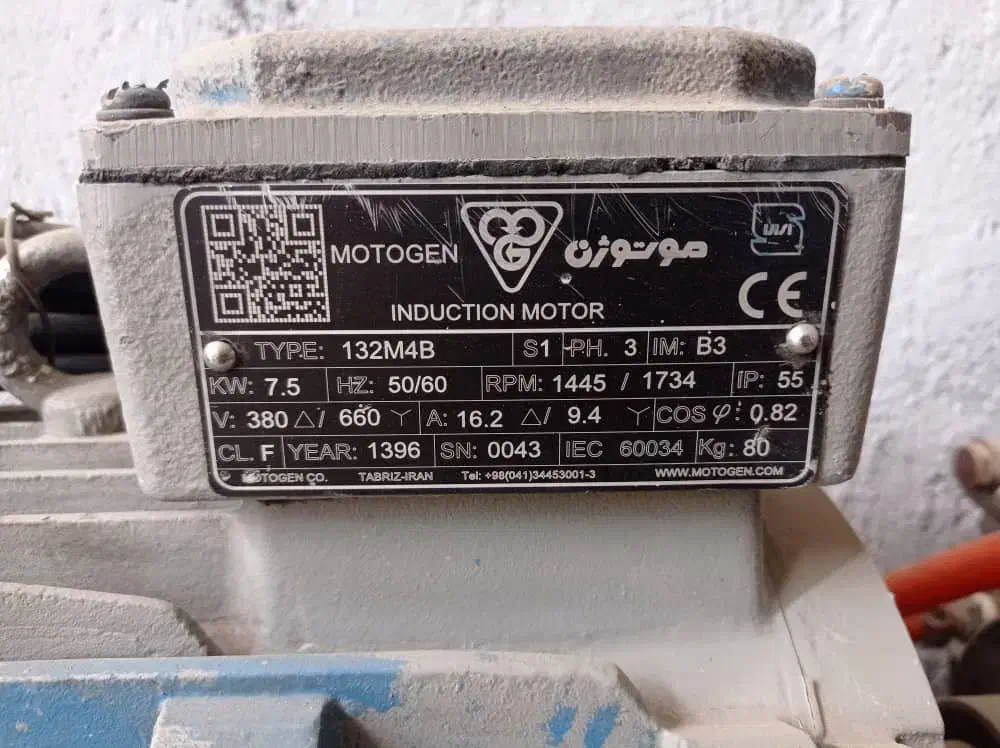 MOTOGEN موتوژن
INDUCTION MOTOR CE
TYPE: 132M4B S1 PH. 3 IM: B3
KW: 7.5 HZ: 50/60 RPM: 1445 / 1734 IP: 55
V: 380 △/ 660 Y A: 16.2 △/ 9.4 Y COS φ: 0.82
CL. F YEAR: 1396 SN: 0043 IEC 60034 Kg: 80
MOTOGEN CO. TABRIZ-IRAN Tel: +98(041)34453001-3 WWW.MOTOGEN.COM